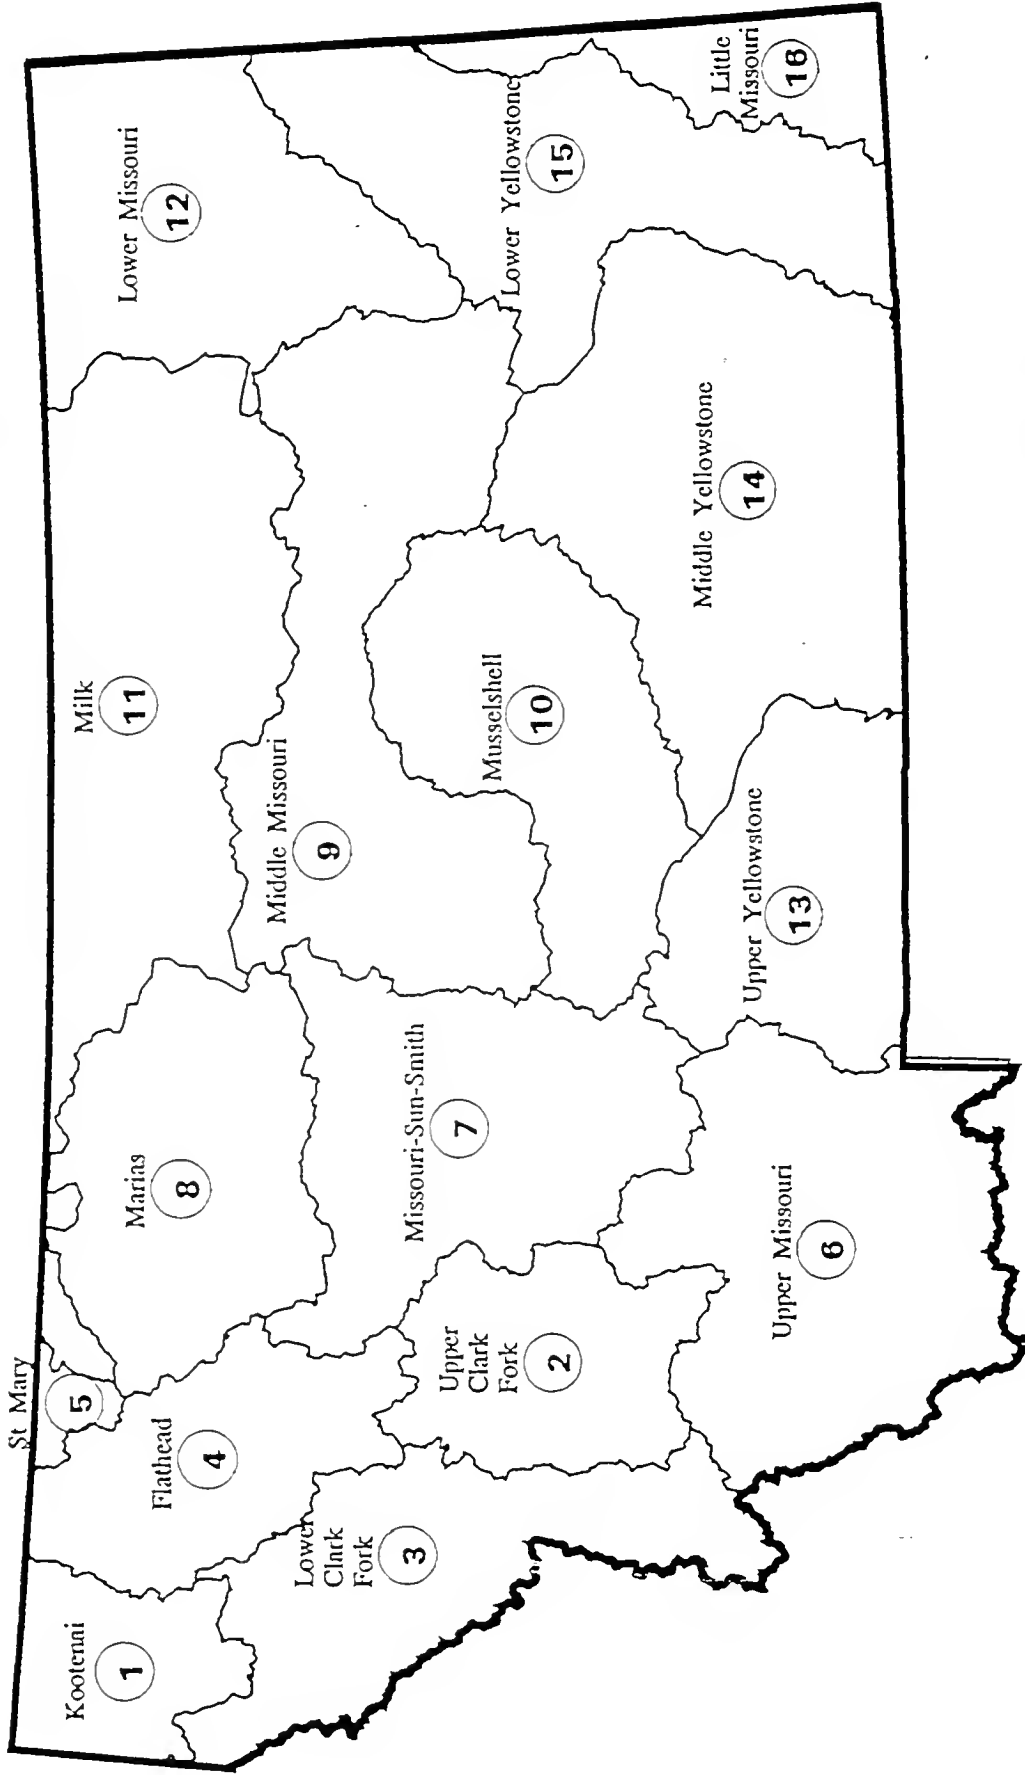 Kootenai
1
Upper
Clark
Fork
2
Lower
Clark
Fork
3
Flathead
4
St Mary
5
Upper Missouri
6
Missouri-Sun-Smith
7
Marias
8
Middle Missouri
9
Musselshell
10
Milk
11
Lower Missouri
12
Upper Yellowstone
13
Middle Yellowstone
14
Lower Yellowstone
15
Little
Missouri
16